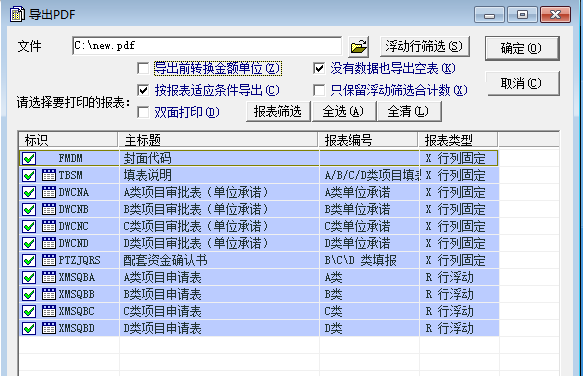 导出PDF
文件 C:\new.pdf 浮动行筛选(S) 确定(O)
导出前转换金额单位(Z) 没有数据也导出空表(K)
取消(C)
按报表适应条件导出(C) 只保留浮动筛选合计数(X)
请选择要打印的报表: 双面打印(D) 报表筛选 全选(A) 全清(L)
标识 主标题 报表编号 报表类型
FMDM 封面代码 X 行列固定
TBSM 填表说明 A/B/C/D类项目填 X 行列固定
DWCNA A类项目审批表(单位承诺) A类单位承诺 X 行列固定
DWCNB B类项目审批表(单位承诺) B类单位承诺 X 行列固定
DWCNC C类项目审批表(单位承诺) C类单位承诺 X 行列固定
DWCND D类项目审批表(单位承诺) D类单位承诺 X 行列固定
PTZJQRS 配套资金确认书 B\C\D 类填报 X 行列固定
XMSQBA A类项目申请表 A类 R 行浮动
XMSQBB B类项目申请表 B类 R 行浮动
XMSQBC C类项目申请表 C类 R 行浮动
XMSQBD D类项目申请表 D类 R 行浮动